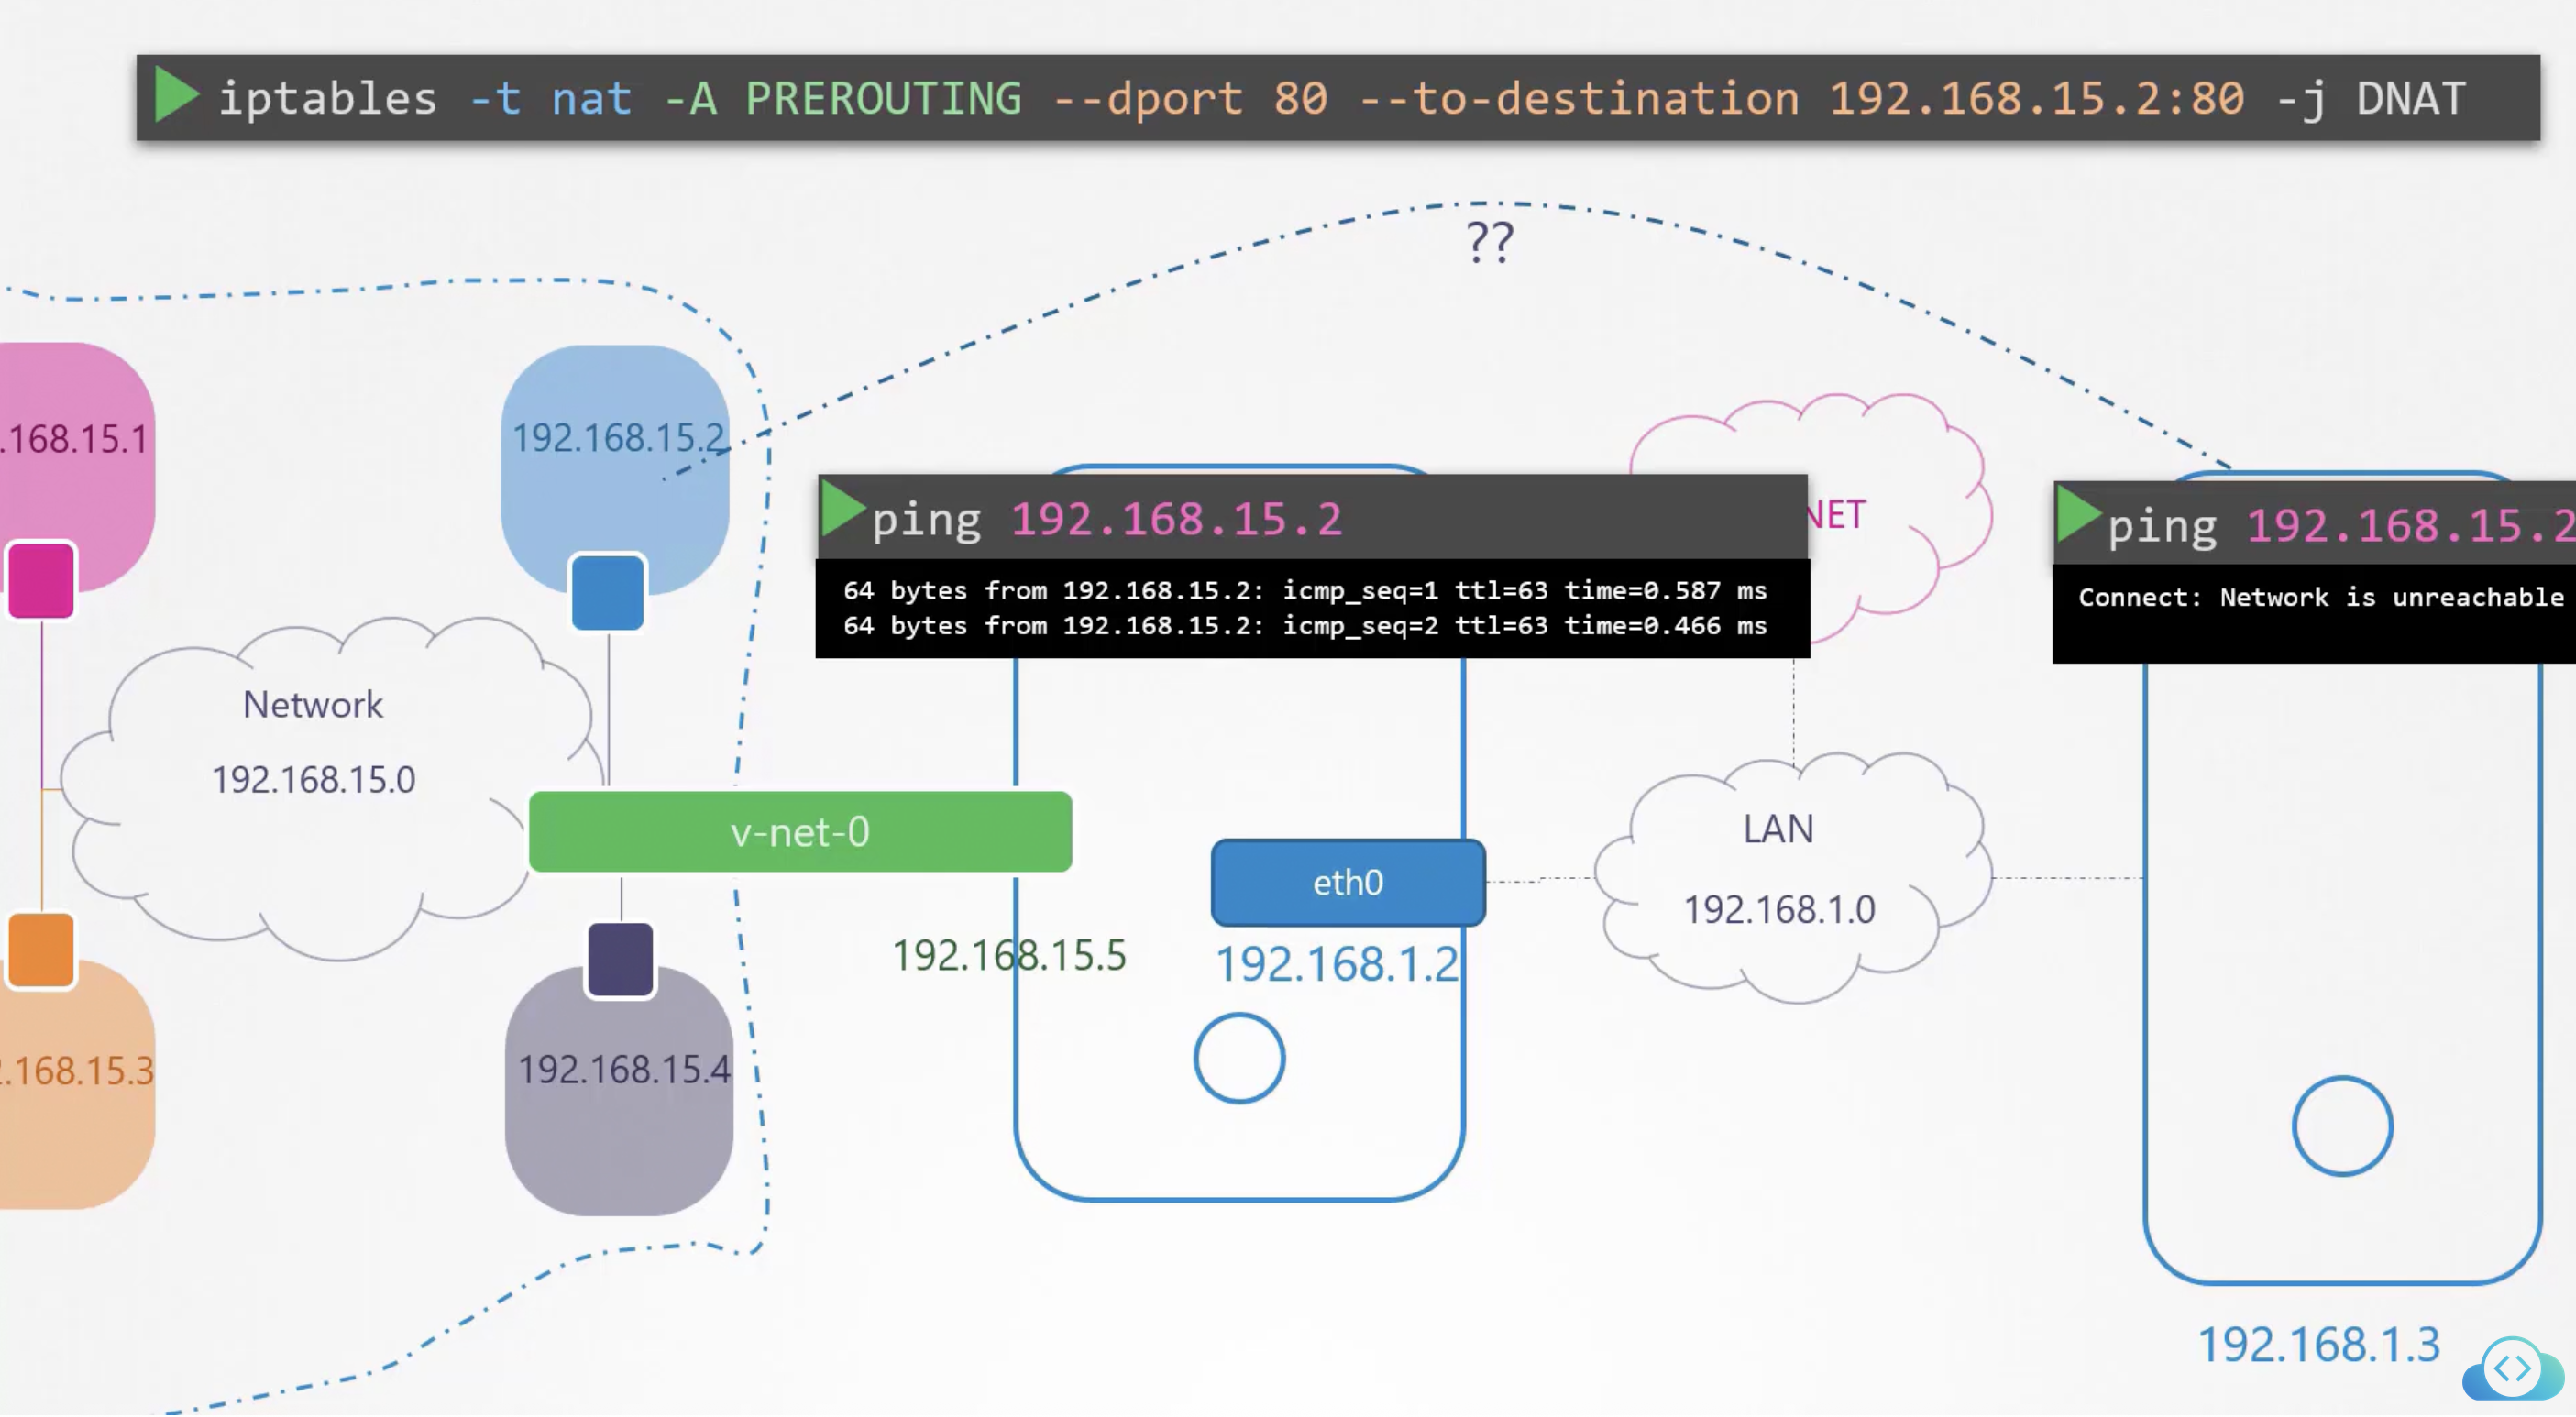 iptables -t nat -A PREROUTING --dport 80 --to-destination 192.168.15.2:80 -j DNAT
??
.168.15.1
192.168.15.2
ping 192.168.15.2
64 bytes from 192.168.15.2: icmp_seq=1 ttl=63 time=0.587 ms
64 bytes from 192.168.15.2: icmp_seq=2 ttl=63 time=0.466 ms
NET
ping 192.168.15.2
Connect: Network is unreachable
Network
192.168.15.0
v-net-0
192.168.15.5
eth0
192.168.1.2
LAN
192.168.1.0
.168.15.3
192.168.15.4
192.168.1.3
<>